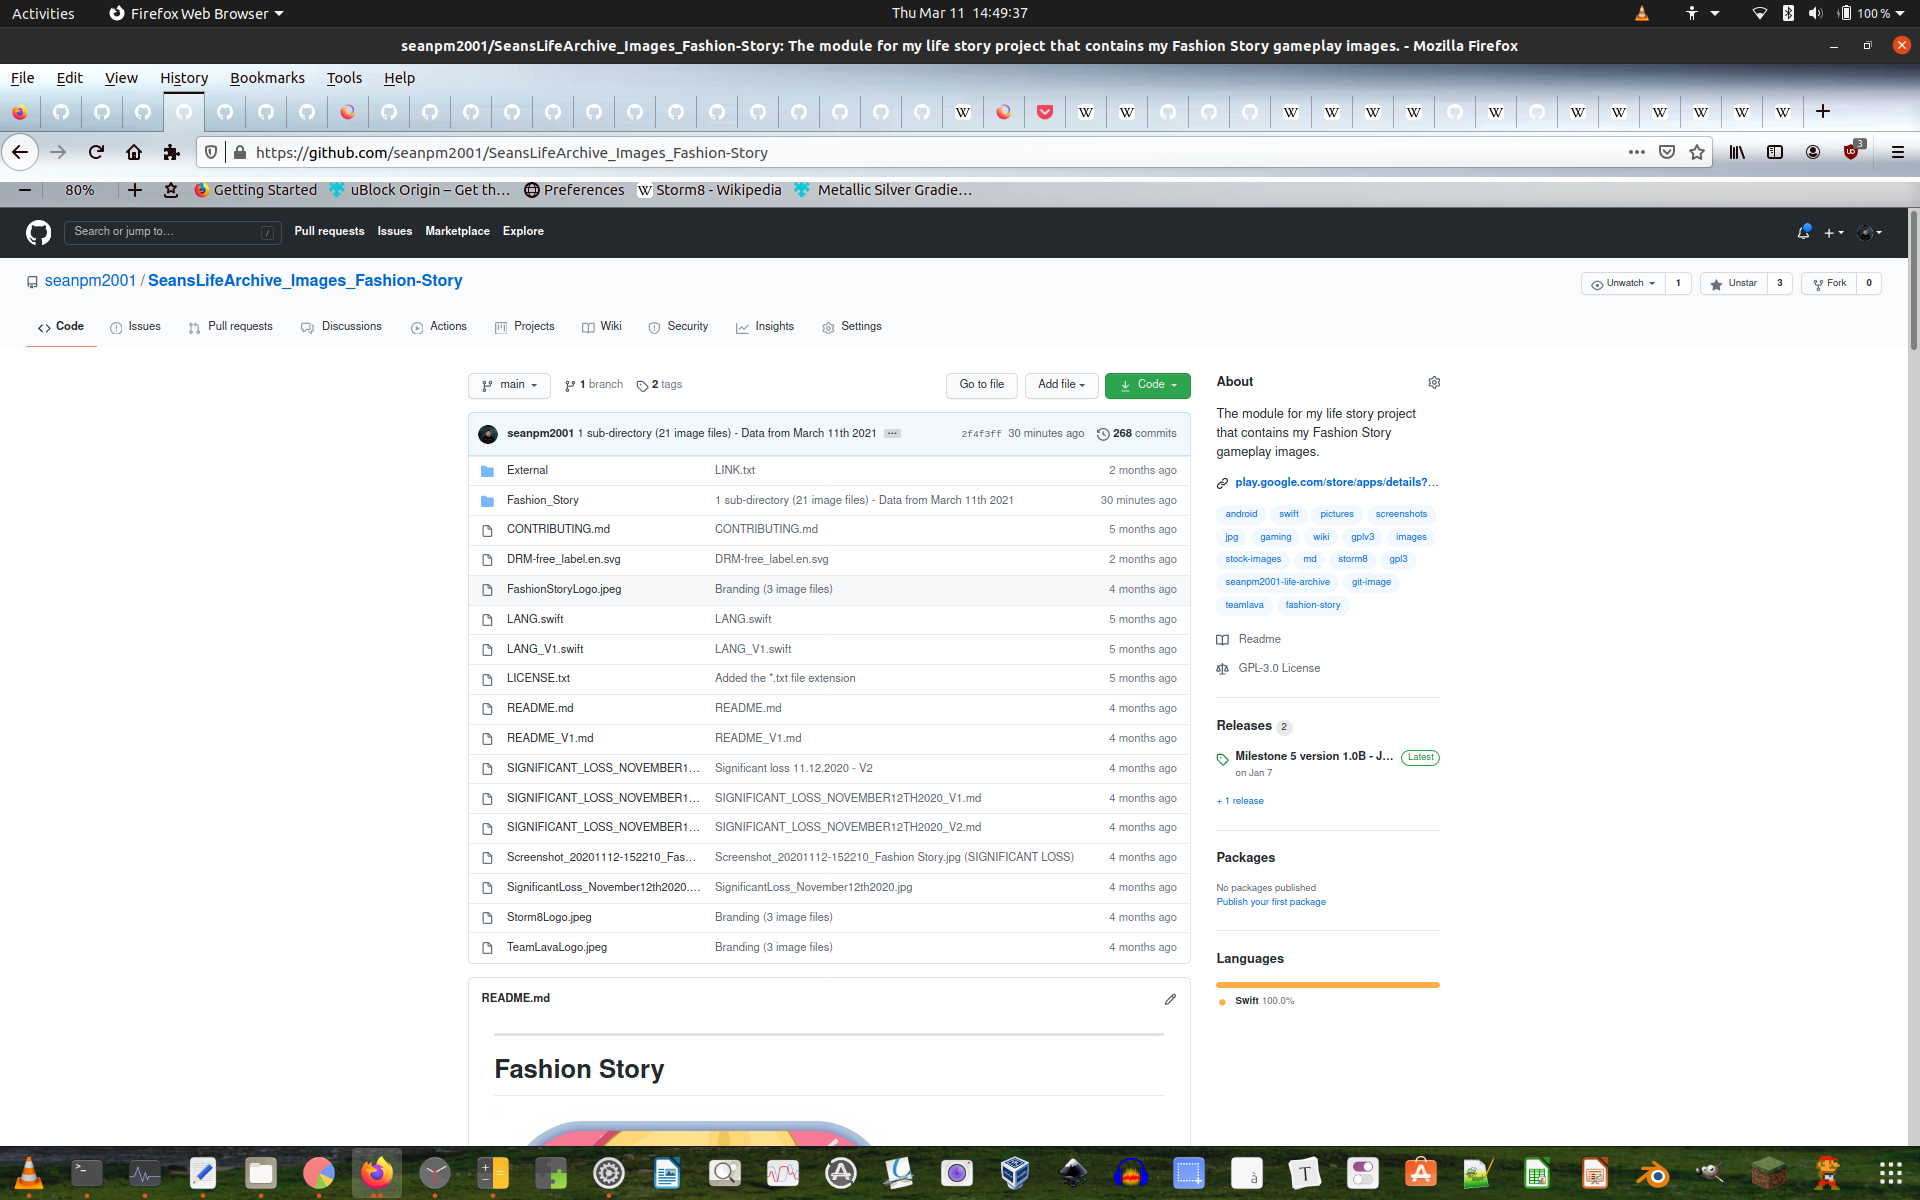 Activities Firefox Web Browser Thu Mar 11 14:49:37 100 %
seanpm2001/SeansLifeArchive_Images_Fashion-Story: The module for my life story project that contains my Fashion Story gameplay images. - Mozilla Firefox
File Edit View History Bookmarks Tools Help
https://github.com/seanpm2001/SeansLifeArchive_Images_Fashion-Story 3
80% Getting Started uBlock Origin – Get th… Preferences Storm8 - Wikipedia Metallic Silver Gradie…
Search or jump to… / Pull requests Issues Marketplace Explore
seanpm2001 / SeansLifeArchive_Images_Fashion-Story Unwatch 1 Unstar 3 Fork 0
Code Issues Pull requests Discussions Actions Projects Wiki Security Insights Settings
main 1 branch 2 tags Go to file Add file Code
seanpm2001 1 sub-directory (21 image files) - Data from March 11th 2021 ... 2f4f3ff 30 minutes ago 268 commits
External LINK.txt 2 months ago
Fashion_Story 1 sub-directory (21 image files) - Data from March 11th 2021 30 minutes ago
CONTRIBUTING.md CONTRIBUTING.md 5 months ago
DRM-free_label.en.svg DRM-free_label.en.svg 2 months ago
FashionStoryLogo.jpeg Branding (3 image files) 4 months ago
LANG.swift LANG.swift 5 months ago
LANG_V1.swift LANG_V1.swift 5 months ago
LICENSE.txt Added the *.txt file extension 5 months ago
README.md README.md 4 months ago
README_V1.md README_V1.md 4 months ago
SIGNIFICANT_LOSS_NOVEMBER1… Significant loss 11.12.2020 - V2 4 months ago
SIGNIFICANT_LOSS_NOVEMBER1… SIGNIFICANT_LOSS_NOVEMBER12TH2020_V1.md 4 months ago
SIGNIFICANT_LOSS_NOVEMBER1… SIGNIFICANT_LOSS_NOVEMBER12TH2020_V2.md 4 months ago
Screenshot_20201112-152210_Fas… Screenshot_20201112-152210_Fashion Story.jpg (SIGNIFICANT LOSS) 4 months ago
SignificantLoss_November12th2020.… SignificantLoss_November12th2020.jpg 4 months ago
Storm8Logo.jpeg Branding (3 image files) 4 months ago
TeamLavaLogo.jpeg Branding (3 image files) 4 months ago
README.md
Fashion Story
About
The module for my life story project
that contains my Fashion Story
gameplay images.
play.google.com/store/apps/details?…
android swift pictures screenshots
jpg gaming wiki gplv3 images
stock-images md storm8 gpl3
seanpm2001-life-archive git-image
teamlava fashion-story
Readme
GPL-3.0 License
Releases 2
Milestone 5 version 1.0B - J… Latest
on Jan 7
+ 1 release
Packages
No packages published
Publish your first package
Languages
Swift 100.0%